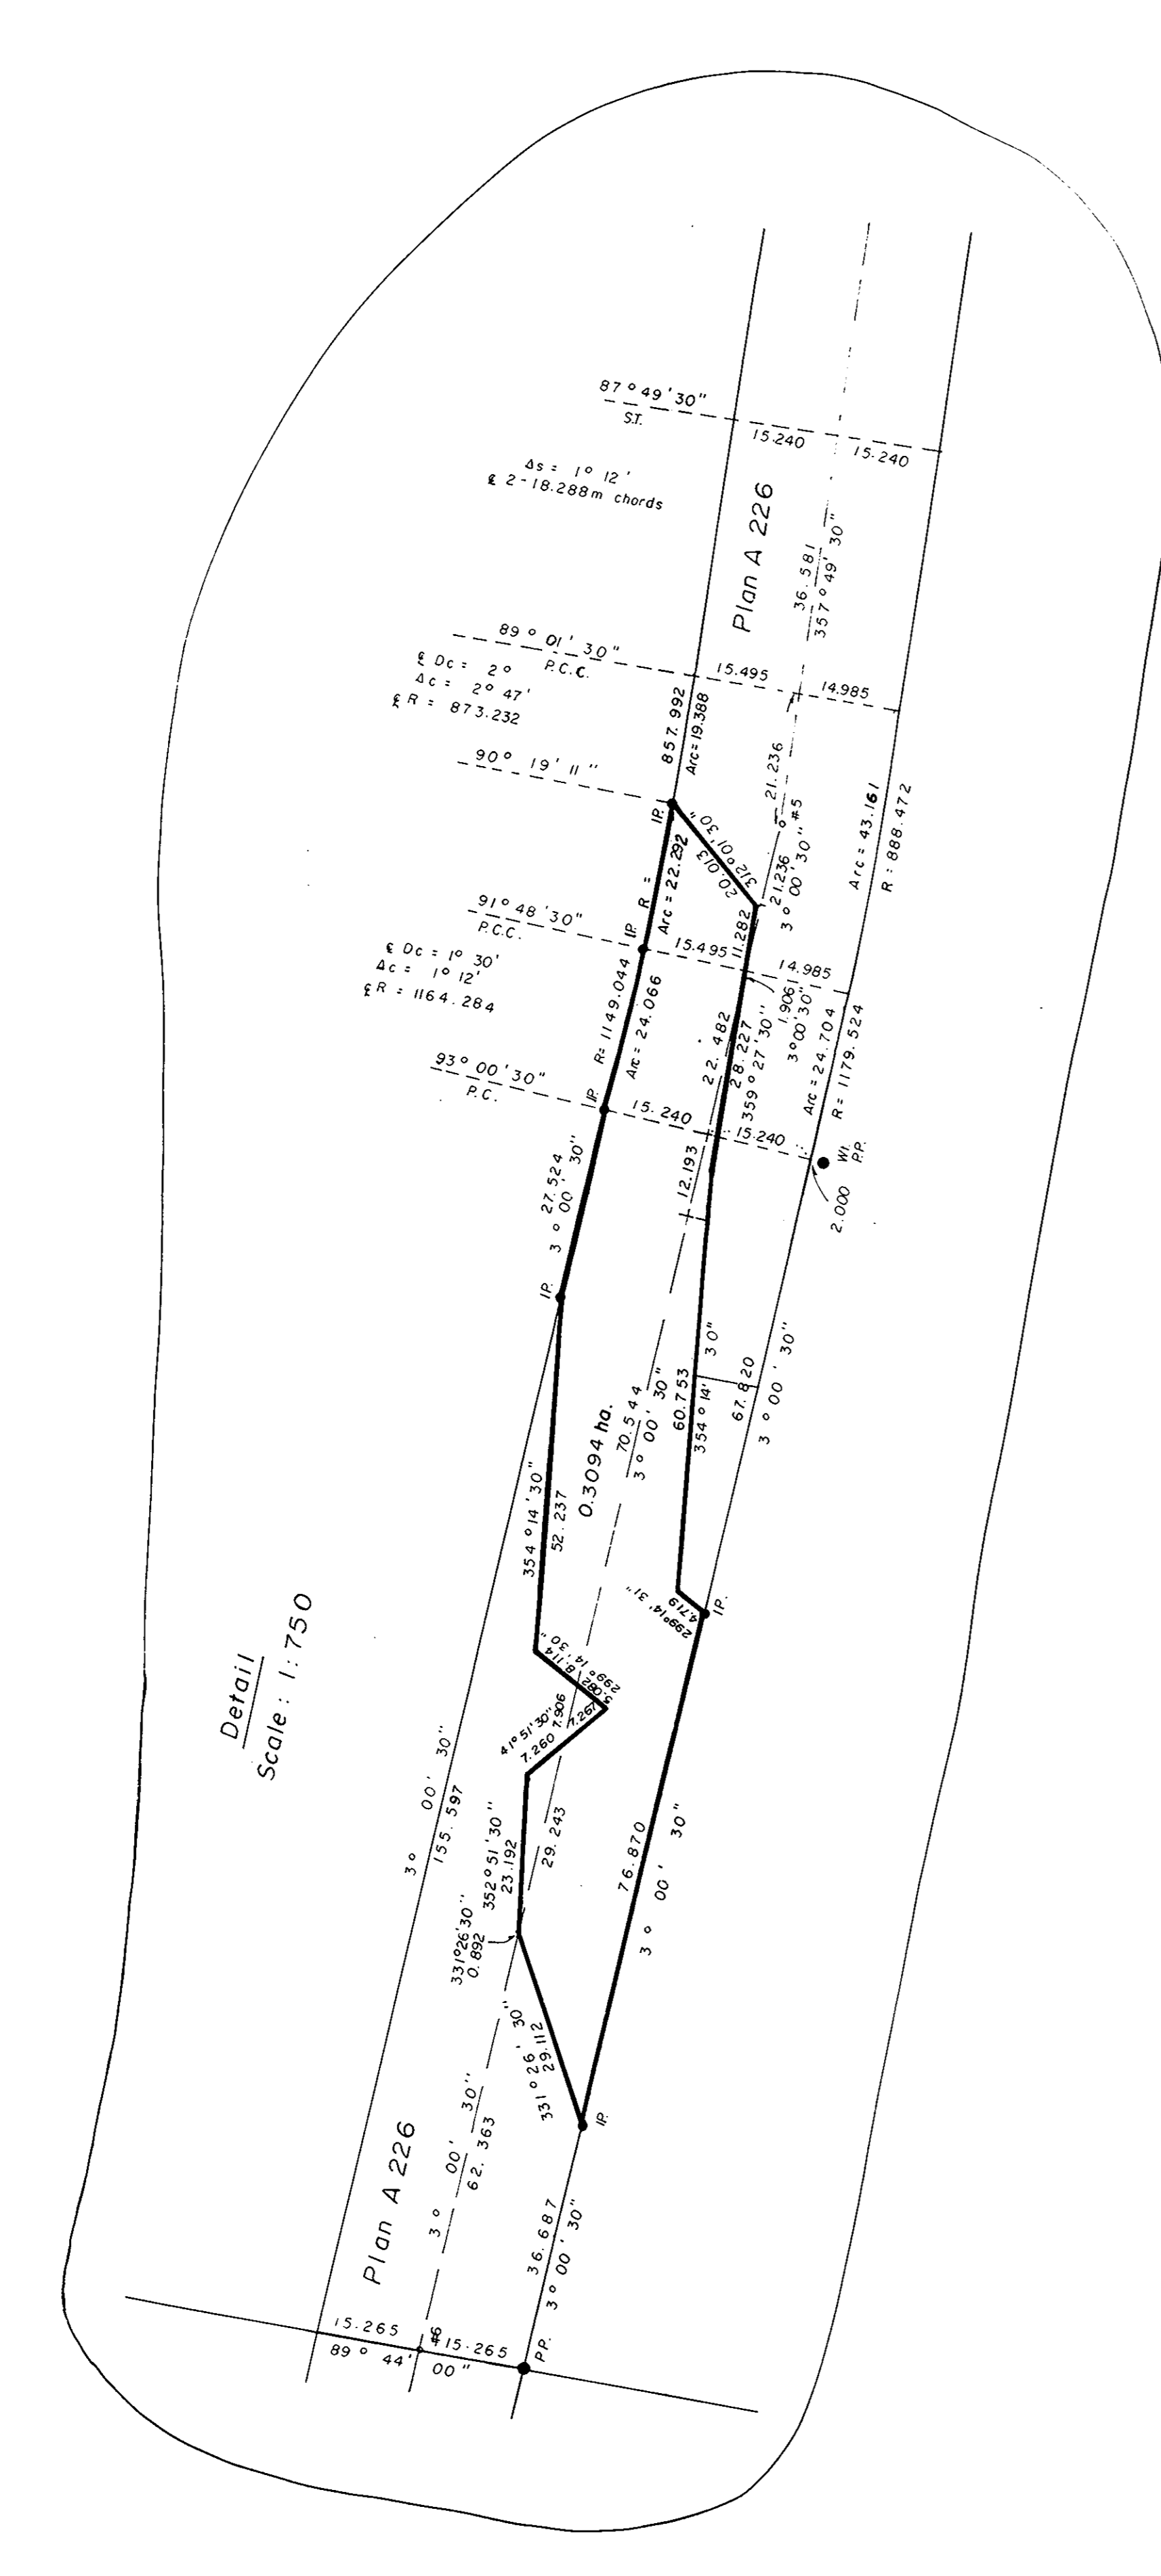 87° 49' 30"
S.T.
15.240
15.240
Δs = 1° 12'
℄ 2-18.288m chords
Plan A 226
36.581
357° 49' 30"
89° 01' 30"
P.C.C.
15.495
14.985
℄ Dc = 2°
Δc = 2° 47'
℄ R = 873.232
857.992
Arc = 19.388
90° 19' 11"
21.236
I.P.
R =
Arc = 22.292
20.013
312° 01' 30"
21.236
3° 00' 30" #5
Arc = 43.161
R = 888.472
91° 48' 30"
P.C.C.
I.P.
15.495
11.282
14.985
℄ Dc = 1° 30'
Δc = 1° 12'
℄ R = 1164.284
R = 1149.044
Arc = 24.066
22.482
28.227
359° 27' 30"
1.906
3° 00' 30"
Arc = 24.704
R = 1179.524
93° 00' 30"
P.C.
I.P.
15.240
15.240
Wi.
P.P.
2.000
27.524
3° 00' 30"
12.193
I.P.
354° 14' 30"
52.237
0.3094 ha.
70.544
3° 00' 30"
60.753
354° 14' 30"
67.820
3° 00' 30"
299° 14' 31"
4.719
I.P.
Detail
Scale: 1:750
8.114
299° 14' 30"
5.082
7.267
7.906
41° 51' 30"
7.260
3° 00' 30"
155.597
352° 51' 30"
23.192
29.243
76.870
3° 00' 30"
331° 26' 30"
0.892
331° 26' 30"
29.112
I.P.
Plan A 226
3° 00' 30"
62.363
36.687
3° 00' 30"
15.265
#6
15.265
89° 44' 00"
P.P.